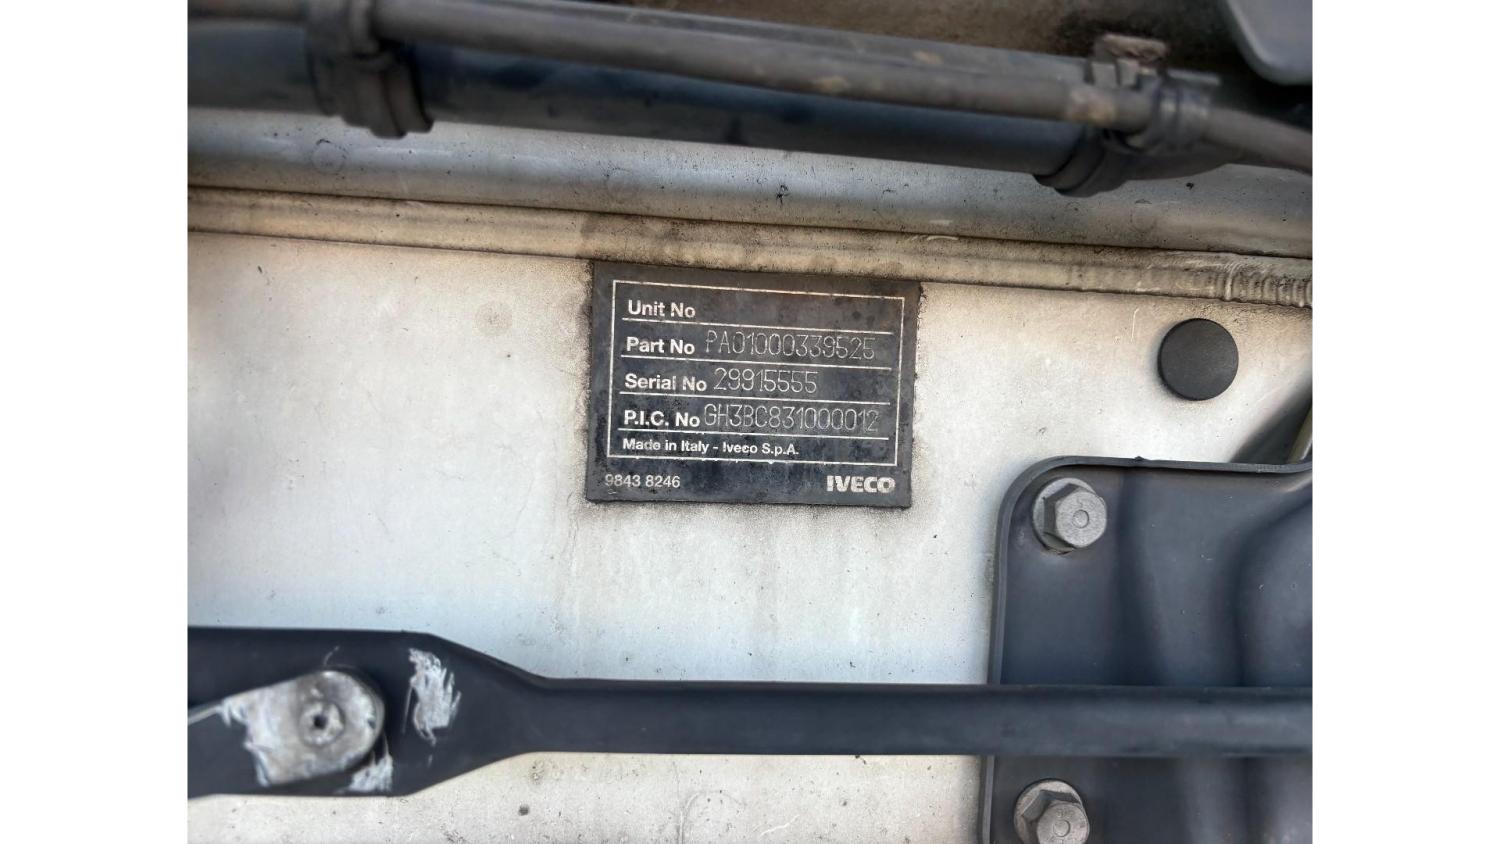 Unit No
Part No PA01000339525
Serial No 29915555
P.I.C. No GH3BC831000012
Made in Italy - Iveco S.p.A.
9843 8246 IVECO